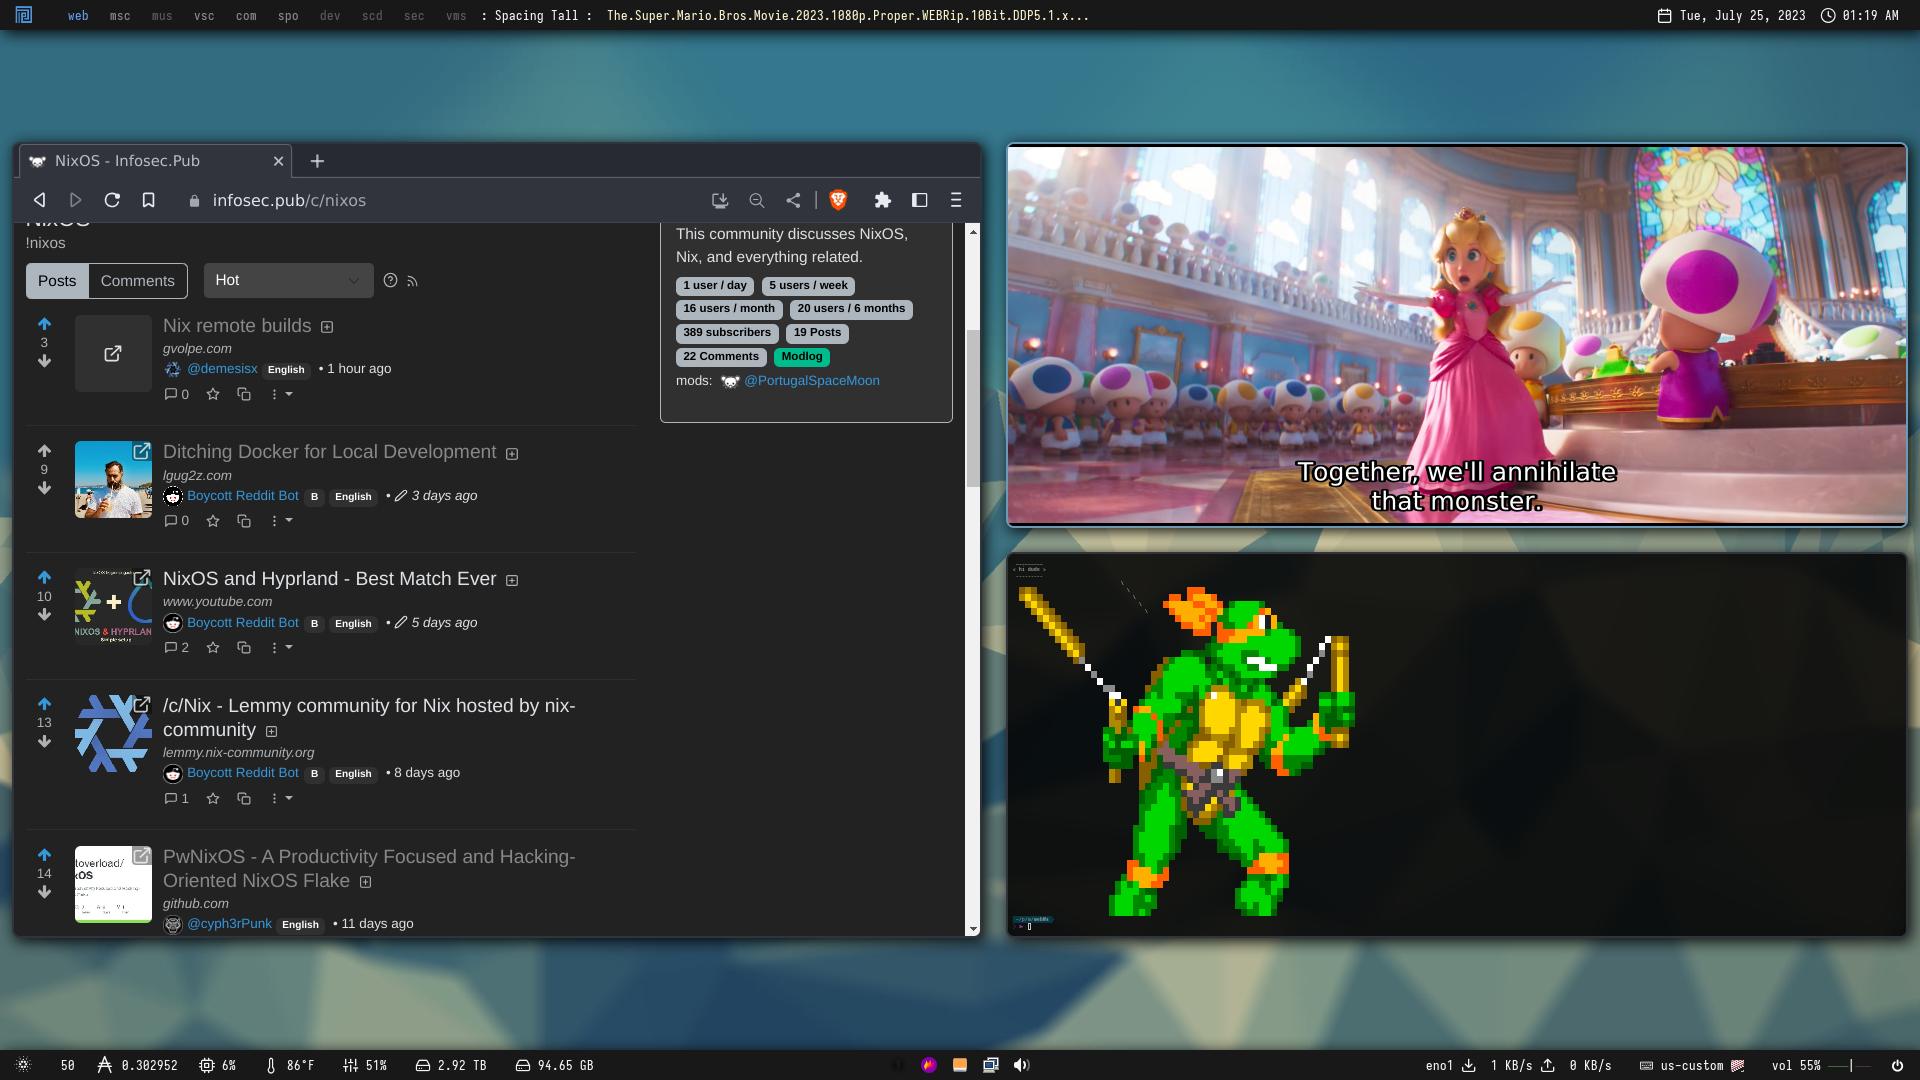 web msc mus vsc com spo dev scd sec vms : Spacing Tall : The.Super.Mario.Bros.Movie.2023.1080p.Proper.WEBRip.10Bit.DDP5.1.x... Tue, July 25, 2023 01:19 AM
NixOS - Infosec.Pub
infosec.pub/c/nixos
NixOS
!nixos
Posts Comments Hot
3
Nix remote builds
gvolpe.com
@demesisx English • 1 hour ago
0
9
Ditching Docker for Local Development
lgug2z.com
Boycott Reddit Bot B English • 3 days ago
0
10
NixOS and Hyprland - Best Match Ever
www.youtube.com
Boycott Reddit Bot B English • 5 days ago
2
NIXOS & HYPRLAN
Simple setup
13
/c/Nix - Lemmy community for Nix hosted by nix-
community
lemmy.nix-community.org
Boycott Reddit Bot B English • 8 days ago
1
14
loverload/
xOS
PwNixOS - A Productivity Focused and Hacking-
Oriented NixOS Flake
github.com
@cyph3rPunk English • 11 days ago
This community discusses NixOS,
Nix, and everything related.
1 user / day 5 users / week
16 users / month 20 users / 6 months
389 subscribers 19 Posts
22 Comments Modlog
mods: @PortugalSpaceMoon
Together, we'll annihilate
that monster.
< hi dude >
50 0.302952 6% 86°F 51% 2.92 TB 94.65 GB eno1 1 KB/s 0 KB/s us-custom vol 55%